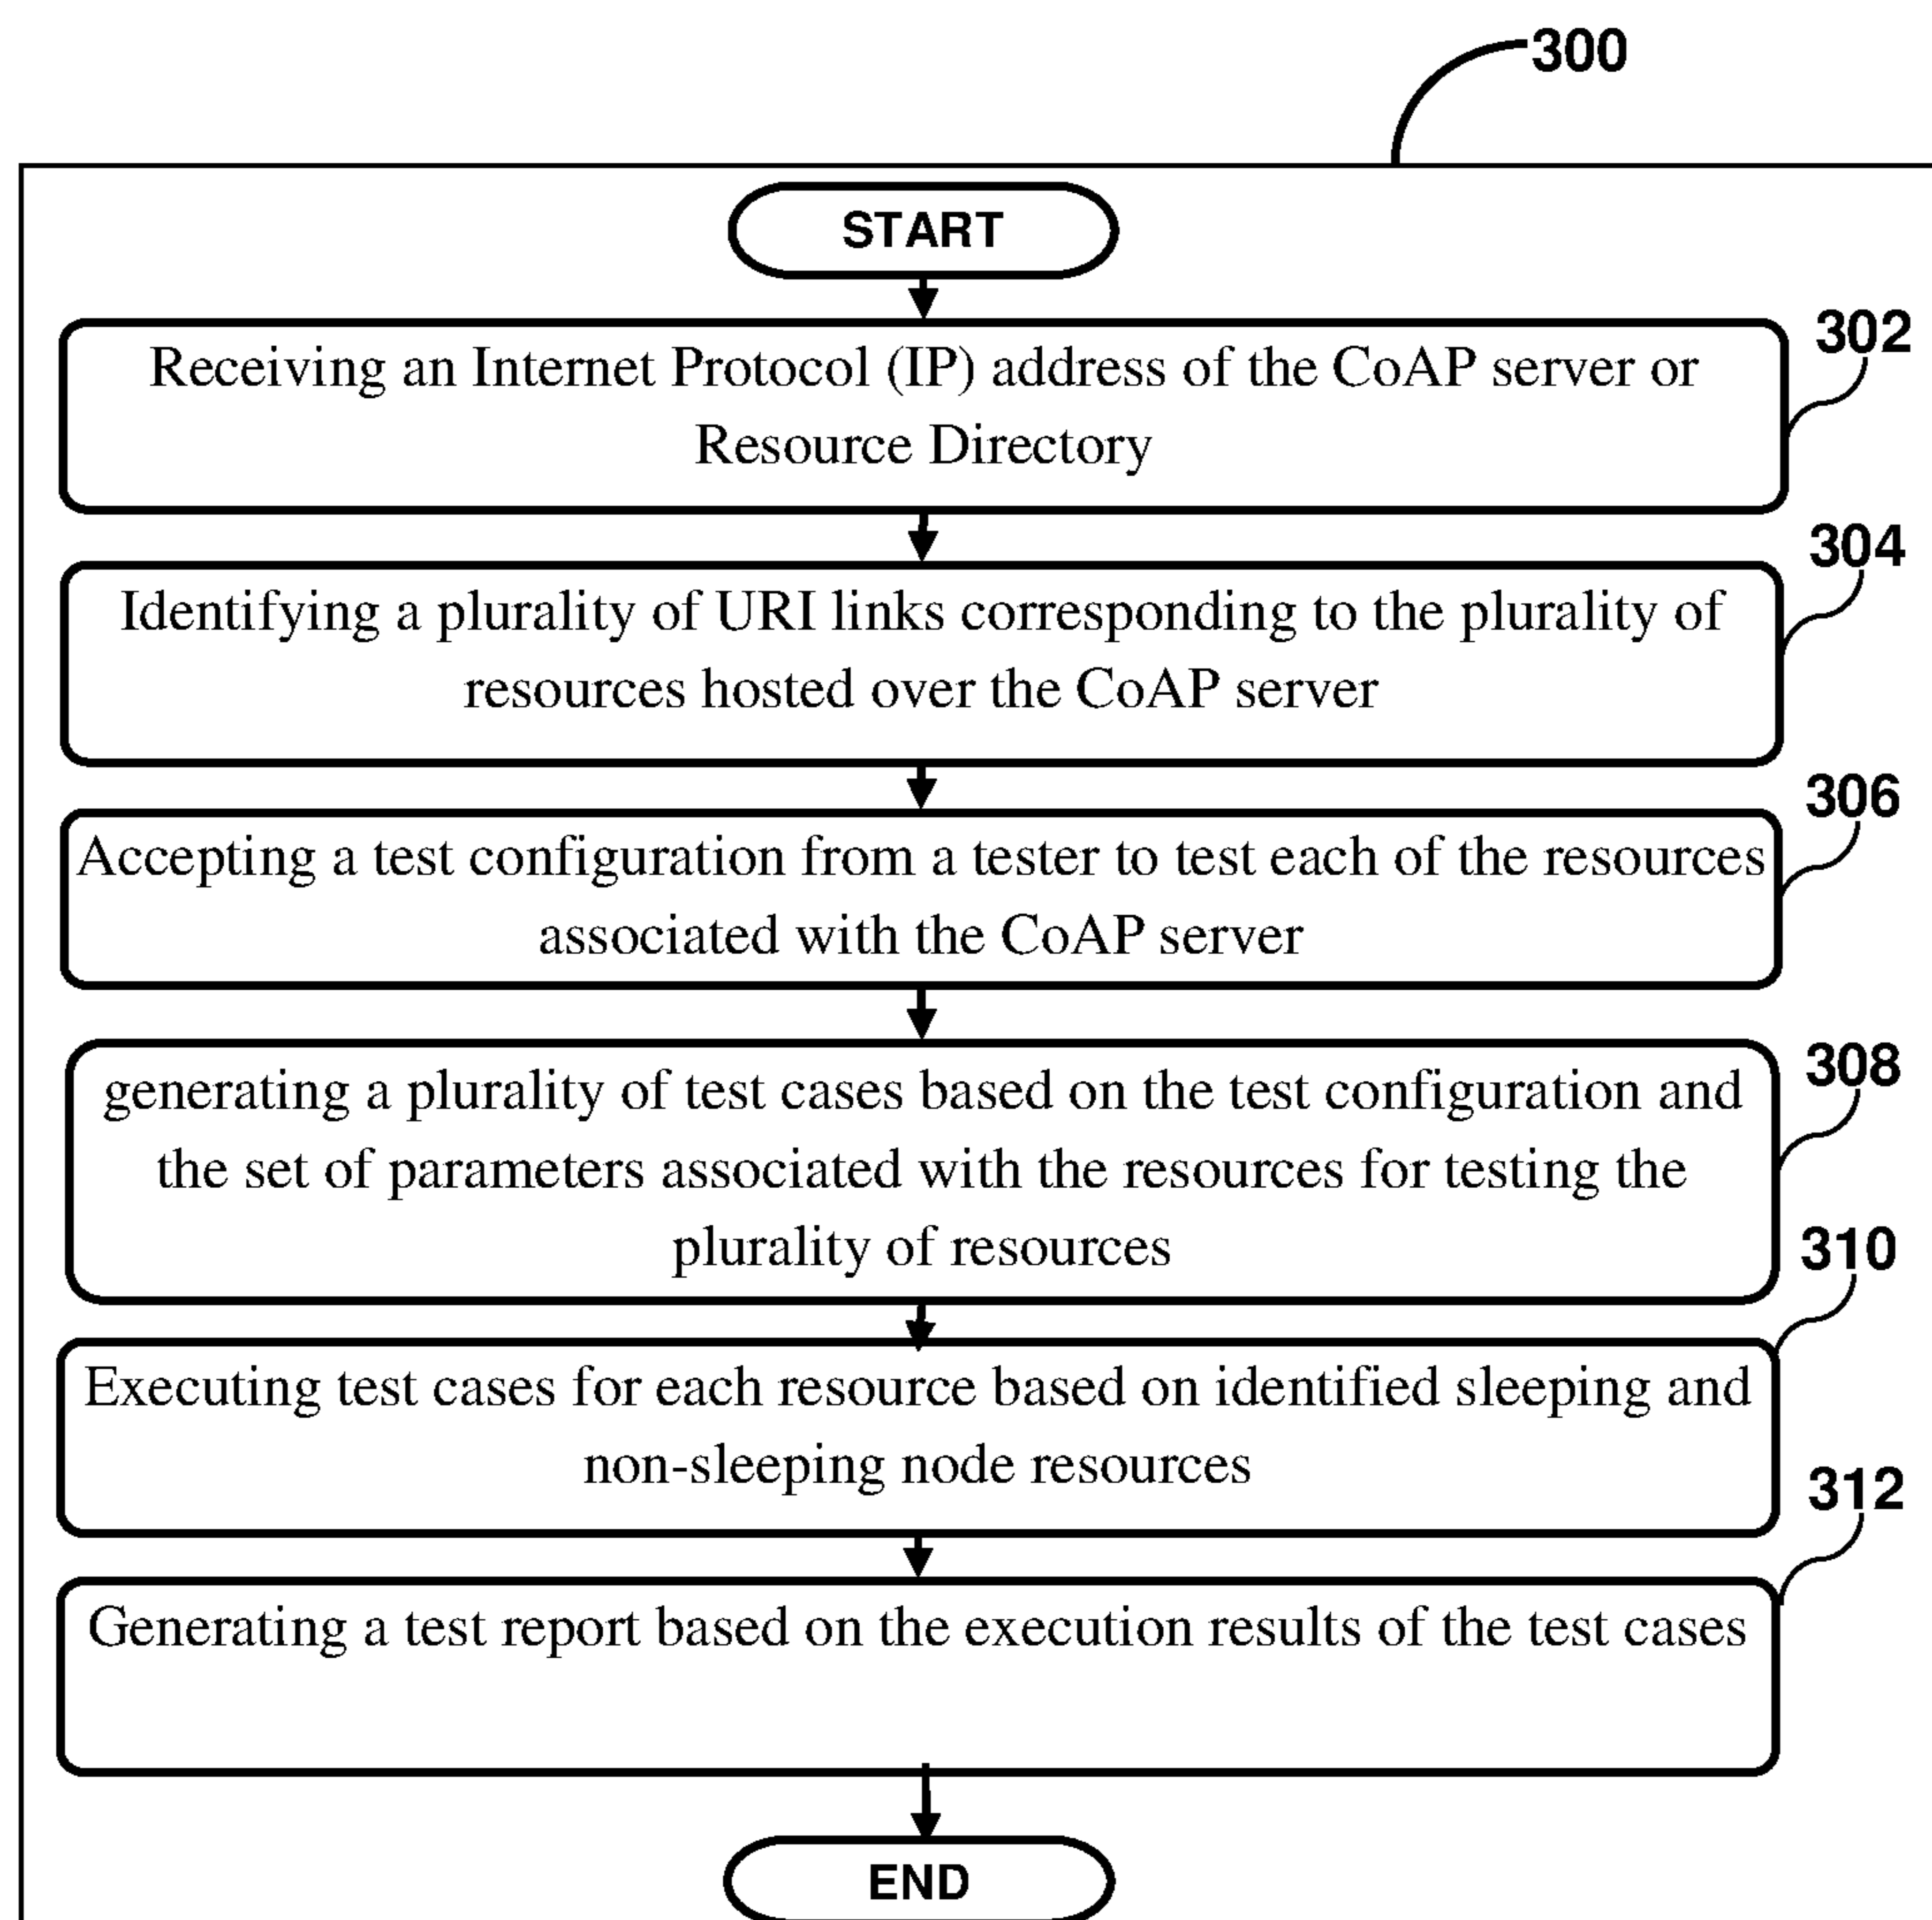 300
START
302
Receiving an Internet Protocol (IP) address of the CoAP server or
Resource Directory
304
Identifying a plurality of URI links corresponding to the plurality of
resources hosted over the CoAP server
306
Accepting a test configuration from a tester to test each of the resources
associated with the CoAP server
308
generating a plurality of test cases based on the test configuration and
the set of parameters associated with the resources for testing the
plurality of resources
310
Executing test cases for each resource based on identified sleeping and
non-sleeping node resources
312
Generating a test report based on the execution results of the test cases
END